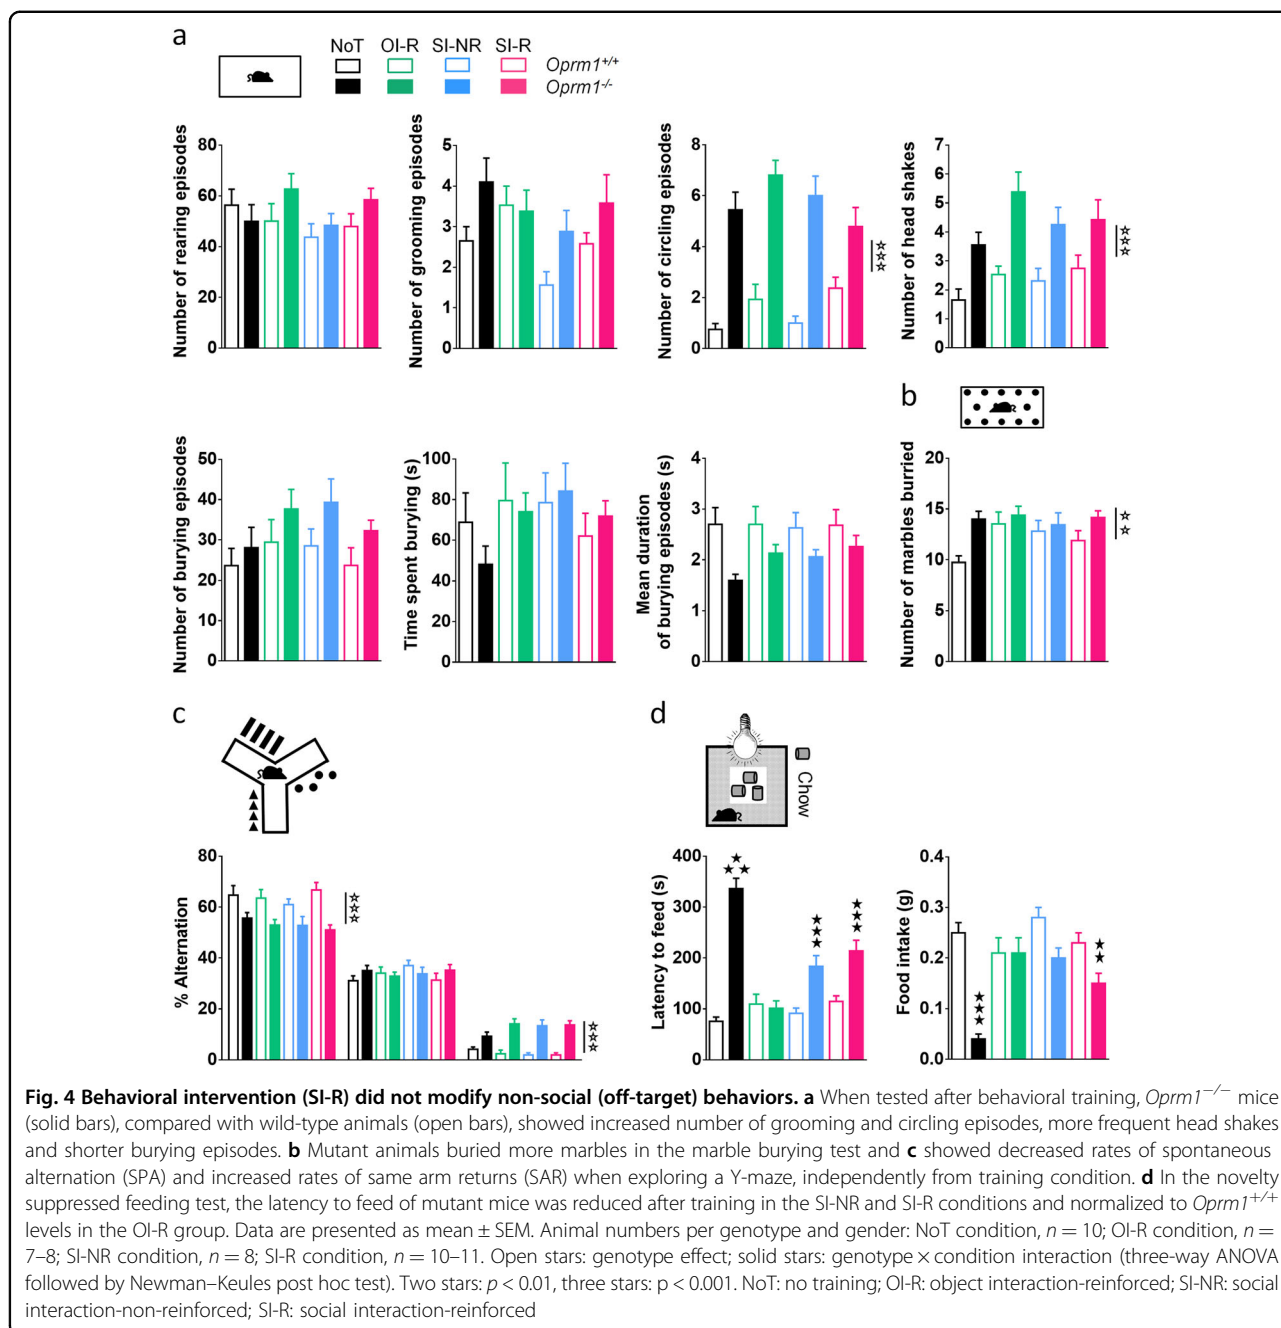 a
NoT OI-R SI-NR SI-R
Oprm1+/+
Oprm1-/-
Number of rearing episodes
80
60
40
20
0
Number of grooming episodes
5
4
3
2
1
0
Number of circling episodes
8
6
4
2
0
☆☆☆
Number of head shakes
7
6
5
4
3
2
1
0
☆☆☆
Number of burying episodes
50
40
30
20
10
0
Time spent burying (s)
100
80
60
40
20
0
Mean duration
of burying episodes (s)
4
3
2
1
0
b
Number of marbles burried
20
15
10
5
0
☆☆
c
% Alternation
80
60
40
20
0
☆☆☆
☆☆☆
d
Chow
Latency to feed (s)
400
300
200
100
0
★★★
★★★
★★★
Food intake (g)
0.4
0.3
0.2
0.1
0.0
★★★
★★
Fig. 4 Behavioral intervention (SI-R) did not modify non-social (off-target) behaviors. a When tested after behavioral training, Oprm1−/− mice
(solid bars), compared with wild-type animals (open bars), showed increased number of grooming and circling episodes, more frequent head shakes
and shorter burying episodes. b Mutant animals buried more marbles in the marble burying test and c showed decreased rates of spontaneous
alternation (SPA) and increased rates of same arm returns (SAR) when exploring a Y-maze, independently from training condition. d In the novelty
suppressed feeding test, the latency to feed of mutant mice was reduced after training in the SI-NR and SI-R conditions and normalized to Oprm1+/+
levels in the OI-R group. Data are presented as mean ± SEM. Animal numbers per genotype and gender: NoT condition, n = 10; OI-R condition, n =
7–8; SI-NR condition, n = 8; SI-R condition, n = 10–11. Open stars: genotype effect; solid stars: genotype × condition interaction (three-way ANOVA
followed by Newman–Keules post hoc test). Two stars: p < 0.01, three stars: p < 0.001. NoT: no training; OI-R: object interaction-reinforced; SI-NR: social
interaction-non-reinforced; SI-R: social interaction-reinforced